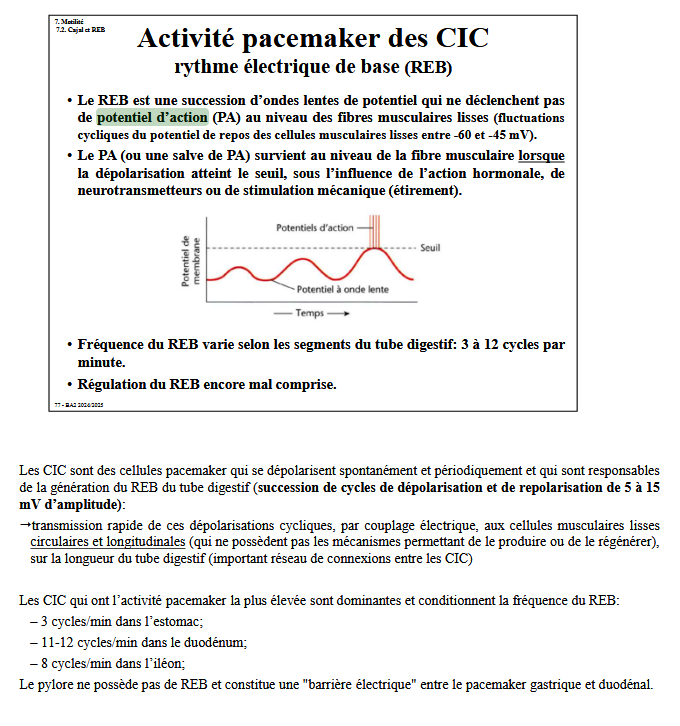 7. Motilité
7.2. Cajal et REB
Activité pacemaker des CIC
rythme électrique de base (REB)
• Le REB est une succession d'ondes lentes de potentiel qui ne déclenchent pas
de potentiel d'action (PA) au niveau des fibres musculaires lisses (fluctuations
cycliques du potentiel de repos des cellules musculaires lisses entre -60 et -45 mV).
• Le PA (ou une salve de PA) survient au niveau de la fibre musculaire lorsque
la dépolarisation atteint le seuil, sous l'influence de l'action hormonale, de
neurotransmetteurs ou de stimulation mécanique (étirement).
Potentiels d'action
Seuil
Potentiel de
membrane
Potentiel à onde lente
Temps
• Fréquence du REB varie selon les segments du tube digestif: 3 à 12 cycles par
minute.
• Régulation du REB encore mal comprise.
77 - BA2 2024/2025
Les CIC sont des cellules pacemaker qui se dépolarisent spontanément et périodiquement et qui sont responsables
de la génération du REB du tube digestif (succession de cycles de dépolarisation et de repolarisation de 5 à 15
mV d'amplitude):
→transmission rapide de ces dépolarisations cycliques, par couplage électrique, aux cellules musculaires lisses
circulaires et longitudinales (qui ne possèdent pas les mécanismes permettant de le produire ou de le régénérer),
sur la longueur du tube digestif (important réseau de connexions entre les CIC)
Les CIC qui ont l'activité pacemaker la plus élevée sont dominantes et conditionnent la fréquence du REB:
– 3 cycles/min dans l'estomac;
– 11-12 cycles/min dans le duodénum;
– 8 cycles/min dans l'iléon;
Le pylore ne possède pas de REB et constitue une "barrière électrique" entre le pacemaker gastrique et duodénal.